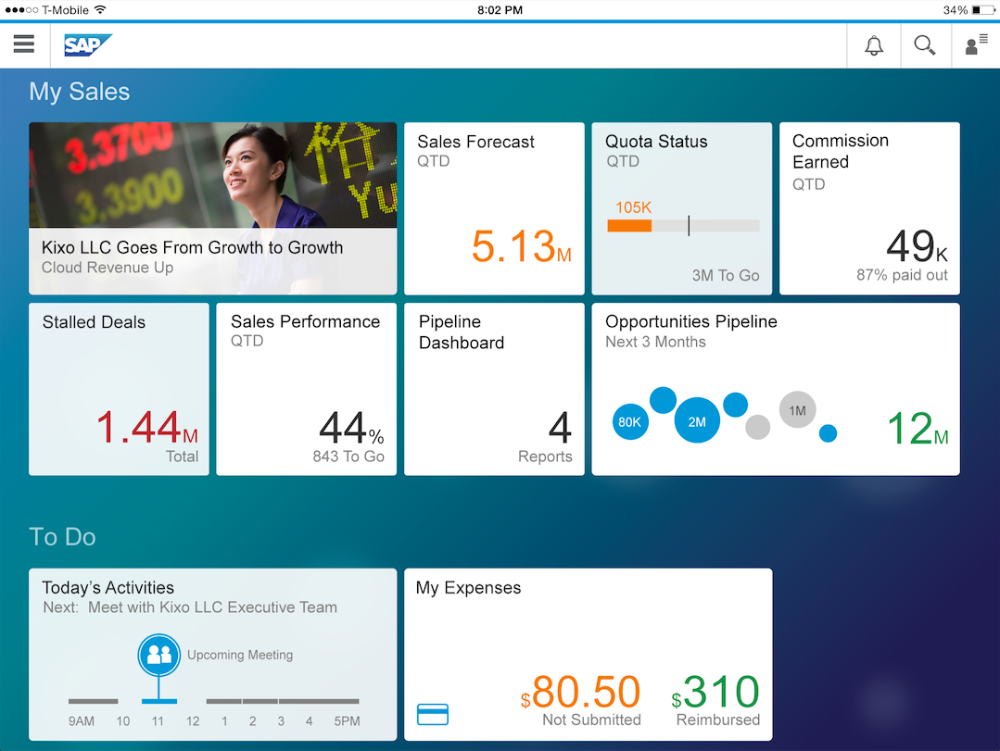 T-Mobile
8:02 PM
34%
SAP
My Sales
3.3700
3.3900
Yu
Kixo LLC Goes From Growth to Growth
Cloud Revenue Up
Sales Forecast
QTD
5.13M
Quota Status
QTD
105K
3M To Go
Commission
Earned
QTD
49K
87% paid out
Stalled Deals
1.44M
Total
Sales Performance
QTD
44%
843 To Go
Pipeline
Dashboard
4
Reports
Opportunities Pipeline
Next 3 Months
80K
2M
1M
12M
To Do
Today’s Activities
Next:  Meet with Kixo LLC Executive Team
Upcoming Meeting
9AM 10 11 12 1 2 3 4 5PM
My Expenses
$80.50
Not Submitted
$310
Reimbursed